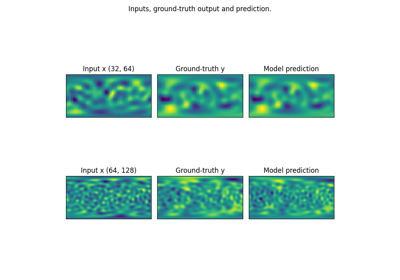 Inputs, ground-truth output and prediction.
Input x (32, 64) Ground-truth y Model prediction
Input x (64, 128) Ground-truth y Model prediction